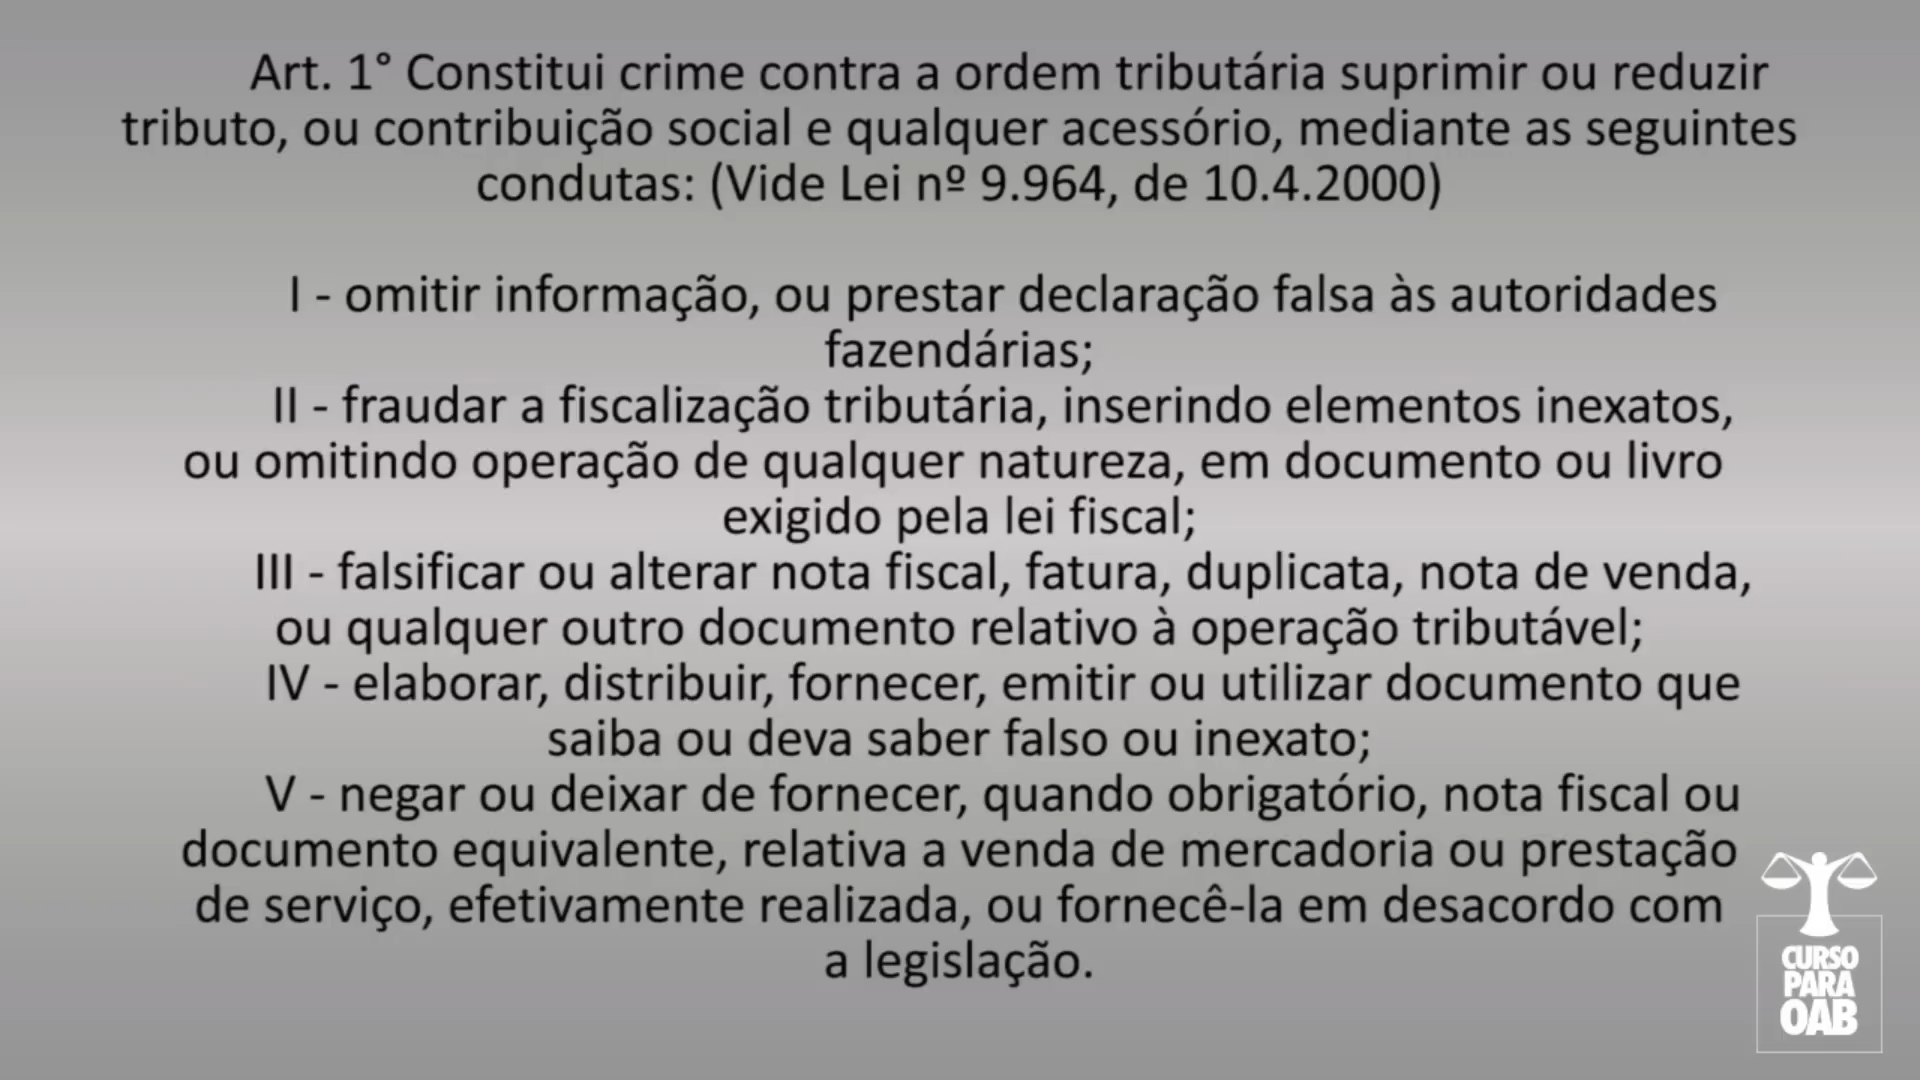 Art. 1° Constitui crime contra a ordem tributária suprimir ou reduzir
tributo, ou contribuição social e qualquer acessório, mediante as seguintes
condutas: (Vide Lei nº 9.964, de 10.4.2000)
I - omitir informação, ou prestar declaração falsa às autoridades
fazendárias;
II - fraudar a fiscalização tributária, inserindo elementos inexatos,
ou omitindo operação de qualquer natureza, em documento ou livro
exigido pela lei fiscal;
III - falsificar ou alterar nota fiscal, fatura, duplicata, nota de venda,
ou qualquer outro documento relativo à operação tributável;
IV - elaborar, distribuir, fornecer, emitir ou utilizar documento que
saiba ou deva saber falso ou inexato;
V - negar ou deixar de fornecer, quando obrigatório, nota fiscal ou
documento equivalente, relativa a venda de mercadoria ou prestação
de serviço, efetivamente realizada, ou fornecê-la em desacordo com
a legislação.
CURSO
PARA
OAB